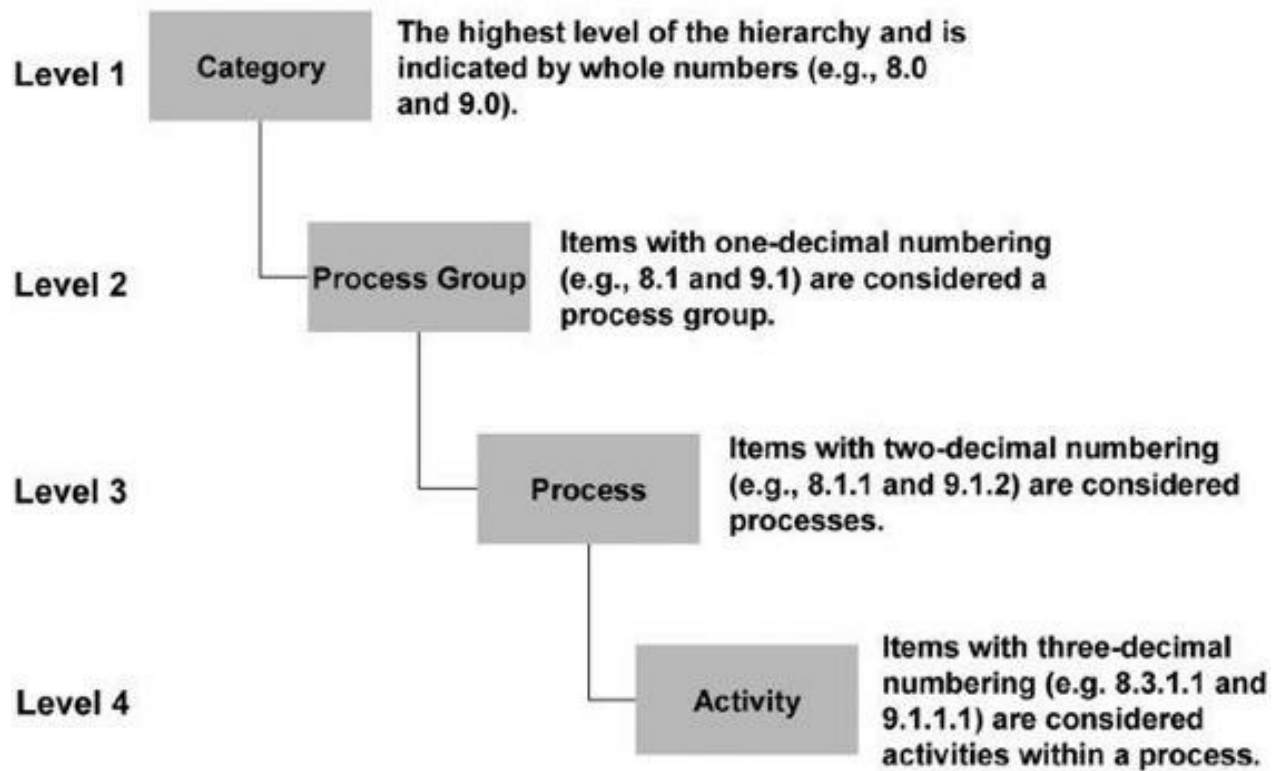 Level 1
Category
The highest level of the hierarchy and is
indicated by whole numbers (e.g., 8.0
and 9.0).
Level 2
Process Group
Items with one-decimal numbering
(e.g., 8.1 and 9.1) are considered a
process group.
Level 3
Process
Items with two-decimal numbering
(e.g., 8.1.1 and 9.1.2) are considered
processes.
Level 4
Activity
Items with three-decimal
numbering (e.g. 8.3.1.1 and
9.1.1.1) are considered
activities within a process.